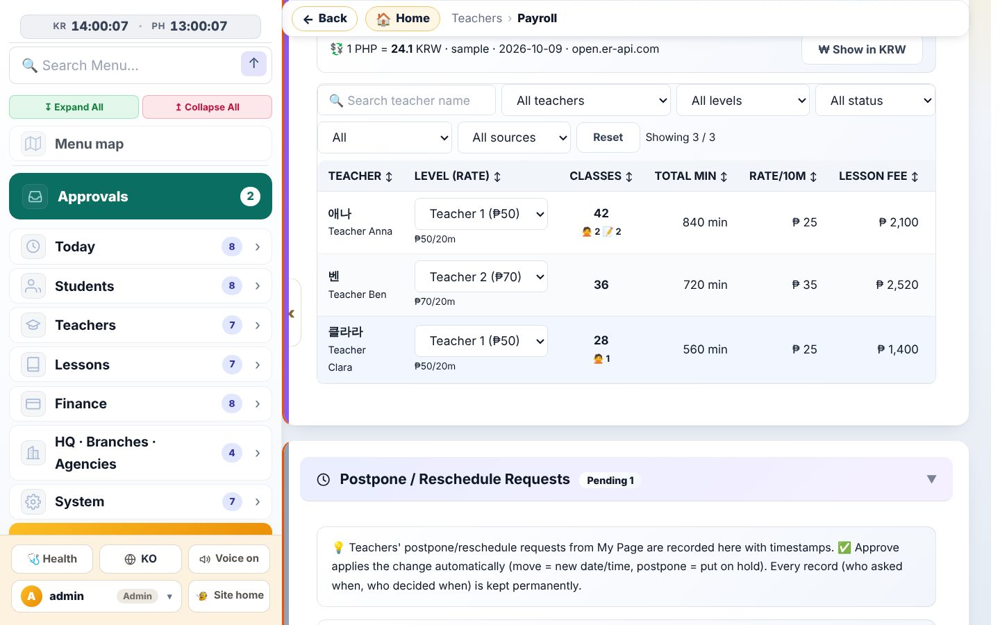 KR 14:00:07 • PH 13:00:07
🔍 Search Menu... ↑
↧ Expand All
↥ Collapse All
Menu map
Approvals 2
Today 8 ›
Students 8 ›
Teachers 7 ›
Lessons 7 ›
Finance 8 ›
HQ · Branches ·
Agencies 4 ›
System 7 ›
🩺 Health
KO
Voice on
A admin Admin ▾
Site home
← Back
🏠 Home
Teachers › Payroll
💱 1 PHP = 24.1 KRW · sample · 2026-10-09 · open.er-api.com
₩ Show in KRW
🔍 Search teacher name
All teachers
All levels
All status
All
All sources
Reset
Showing 3 / 3
TEACHER ↕ LEVEL (RATE) ↕ CLASSES ↕ TOTAL MIN ↕ RATE/10M ↕ LESSON FEE ↕
애나
Teacher Anna
Teacher 1 (₱50)
₱50/20m
42
🙅 2 📝 2
840 min
₱ 25
₱ 2,100
벤
Teacher Ben
Teacher 2 (₱70)
₱70/20m
36
720 min
₱ 35
₱ 2,520
클라라
Teacher
Clara
Teacher 1 (₱50)
₱50/20m
28
🙅 1
560 min
₱ 25
₱ 1,400
‹
Postpone / Reschedule Requests Pending 1 ▼
💡 Teachers' postpone/reschedule requests from My Page are recorded here with timestamps. ✅ Approve
applies the change automatically (move = new date/time, postpone = put on hold). Every record (who asked
when, who decided when) is kept permanently.